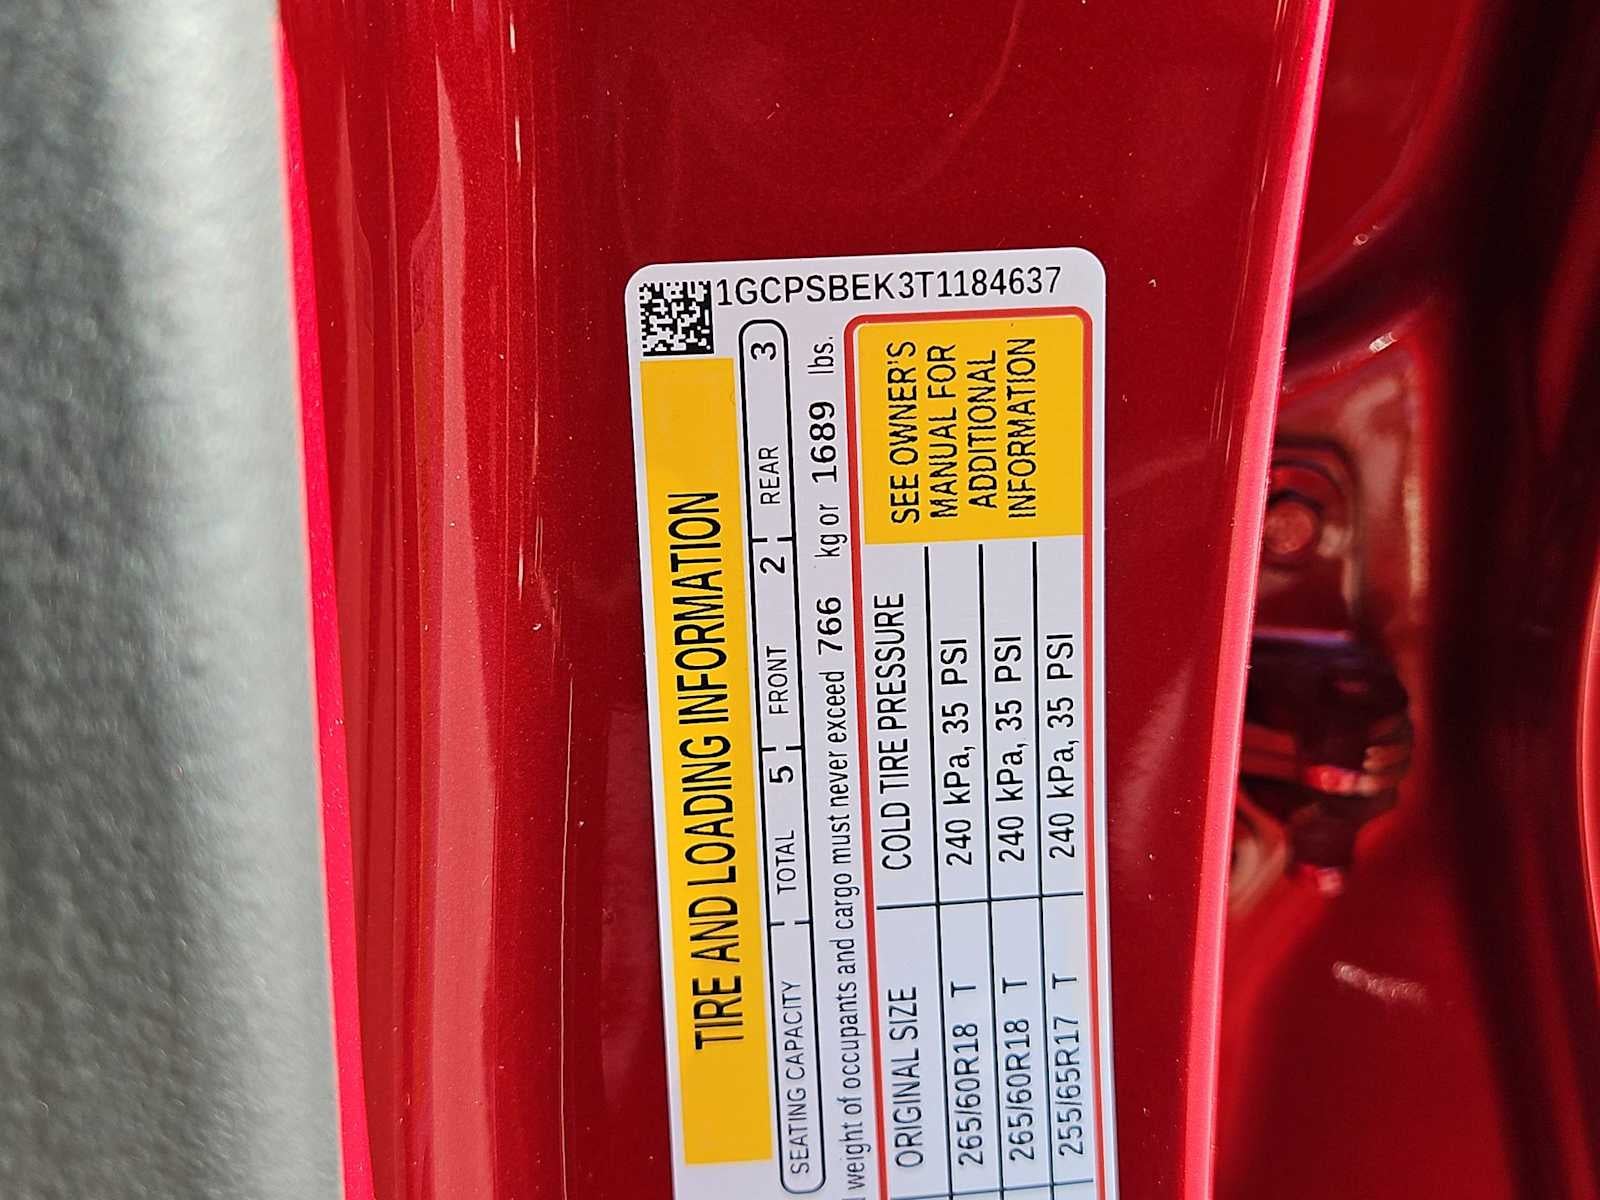 1GCPSBEK3T1184637
TIRE AND LOADING INFORMATION
SEATING CAPACITY TOTAL 5 FRONT 2 REAR 3
weight of occupants and cargo must never exceed 766 kg or 1689 lbs.
ORIGINAL SIZE COLD TIRE PRESSURE
265/60R18 T 240 kPa, 35 PSI
265/60R18 T 240 kPa, 35 PSI
255/65R17 T 240 kPa, 35 PSI
SEE OWNER'S
MANUAL FOR
ADDITIONAL
INFORMATION